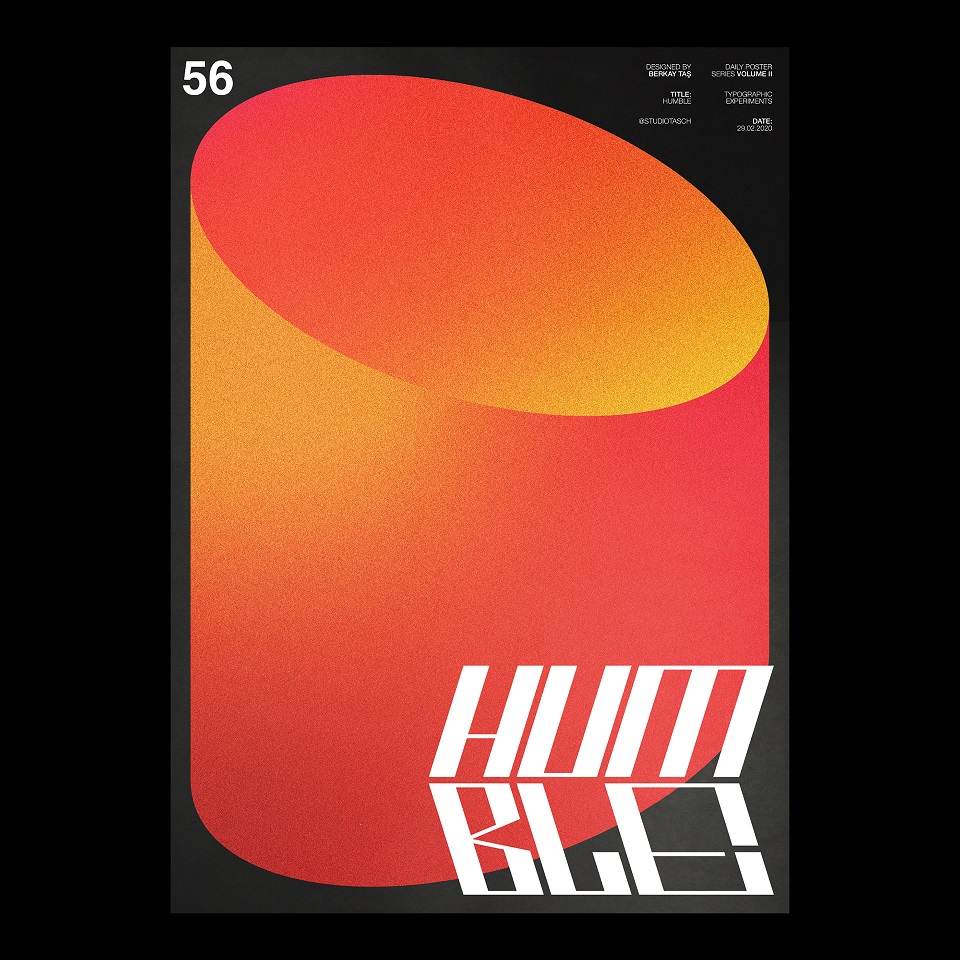 56
DESIGNED BY
BERKAY TAŞ
TITLE:
HUMBLE
@STUDIOTASCH
DAILY POSTER
SERIES VOLUME II
TYPOGRAPHIC
EXPERIMENTS
DATE:
29.02.2020
HUM
BLE